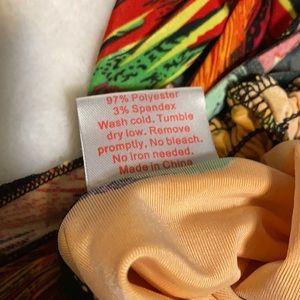 97% Polyester
3% Spandex
Wash cold. Tumble
dry low. Remove
promptly, No bleach.
No iron needed.
Made in China